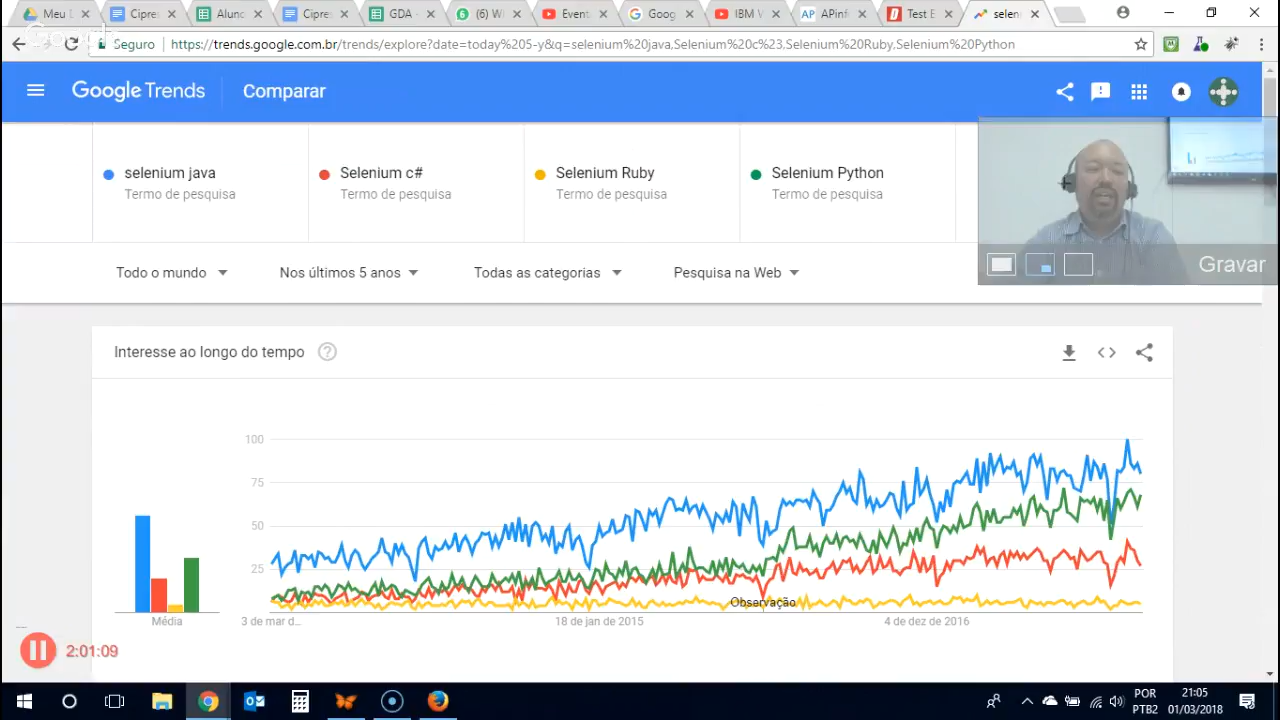 Meu D
Cipres
Aluno
Cipres
GDA -
(6) W
Event
Goog
IBM V
APinf
Test E
selen
Seguro https://trends.google.com.br/trends/explore?date=today%205-y&q=selenium%20java,Selenium%20c%23,Selenium%20Ruby,Selenium%20Python
Google Trends Comparar
selenium java
Termo de pesquisa
Selenium c#
Termo de pesquisa
Selenium Ruby
Termo de pesquisa
Selenium Python
Termo de pesquisa
Todo o mundo
Nos últimos 5 anos
Todas as categorias
Pesquisa na Web
Gravar
Interesse ao longo do tempo
100
75
50
25
Observação
Média
3 de mar d...
18 de jan de 2015
4 de dez de 2016
2:01:09
POR
PTB2
21:05
01/03/2018